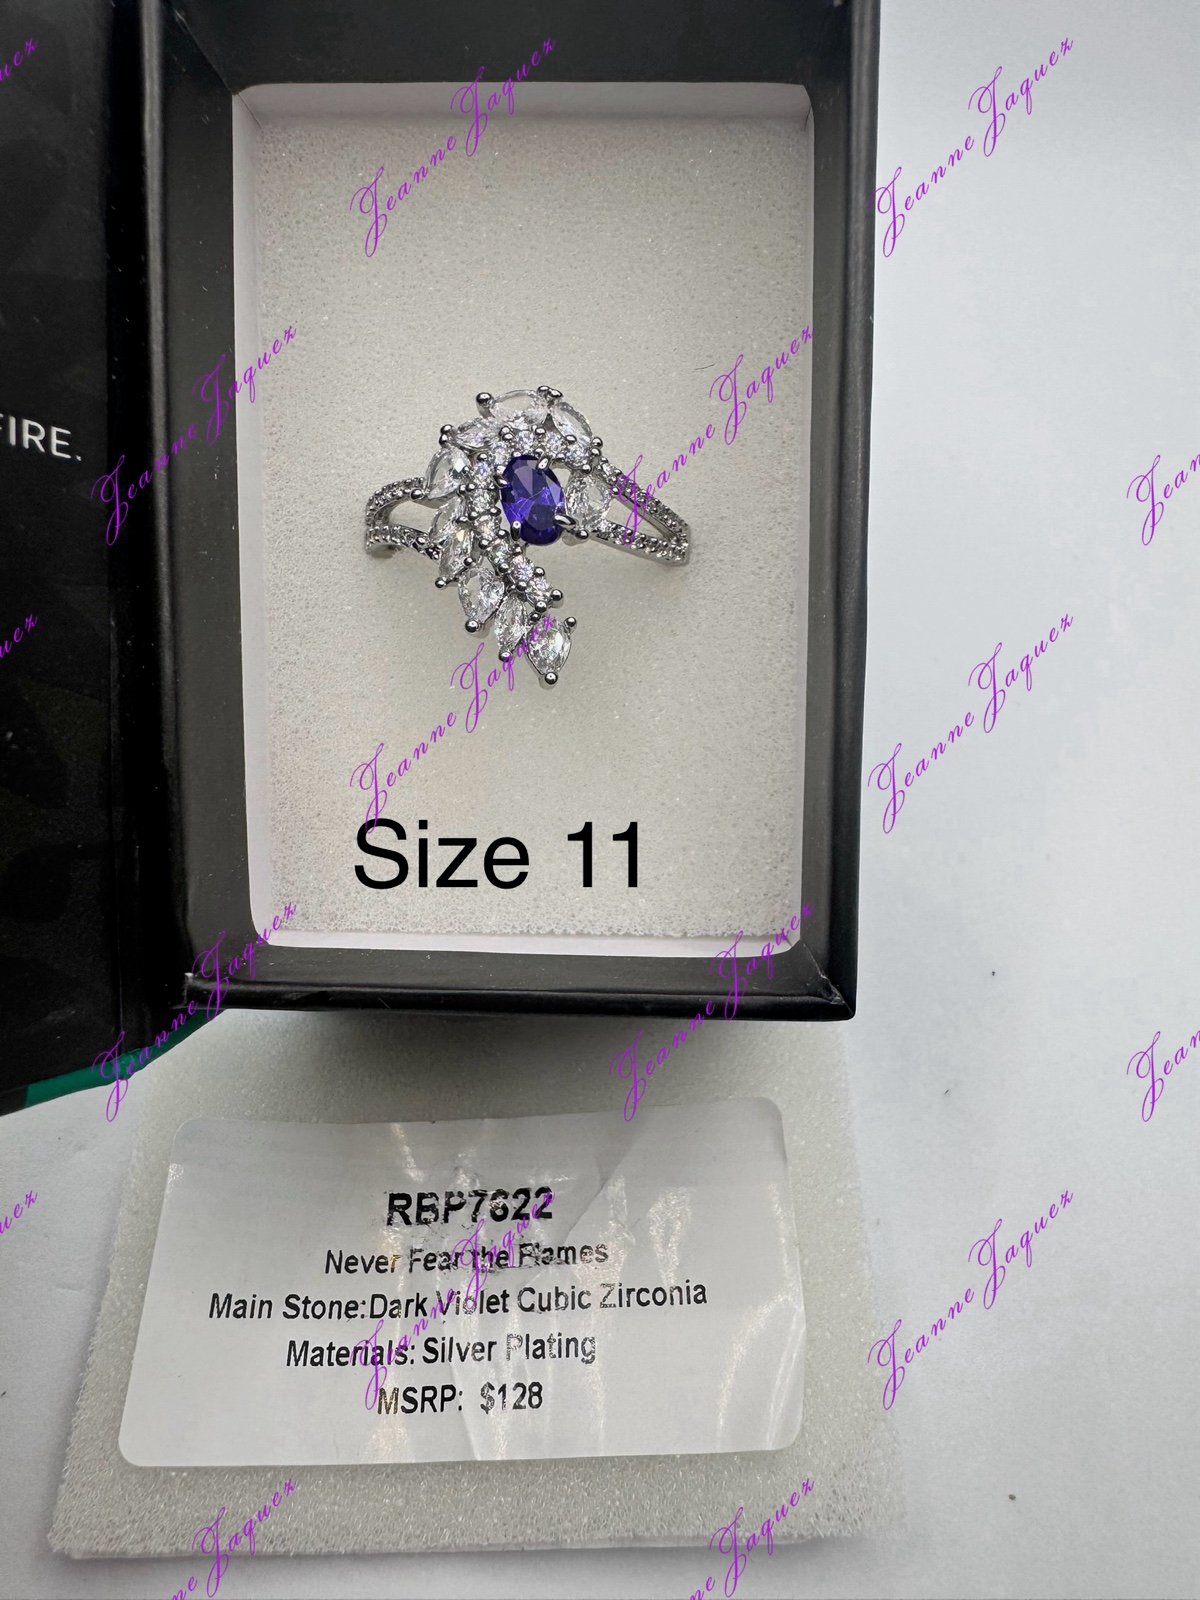 FIRE.
Size 11
RBP7622
Never Fear the Flames
Main Stone:Dark Violet Cubic Zirconia
Materials: Silver Plating
MSRP: $128
Jeanne Jaquez